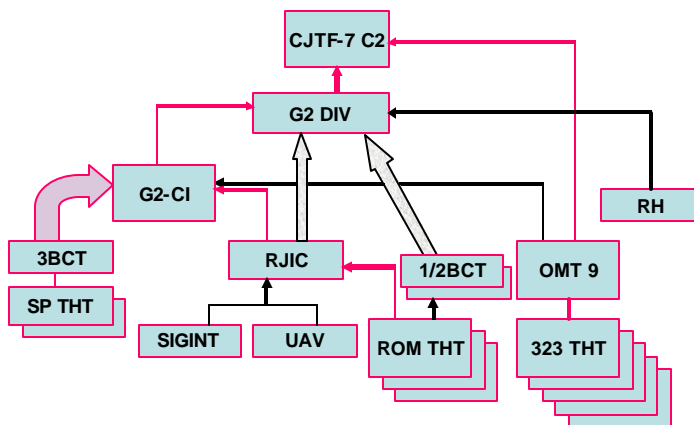 CJTF-7 C2
G2 DIV
G2-CI
RH
3BCT
RJIC
1/2BCT
OMT 9
SP THT
SIGINT
UAV
ROM THT
323 THT